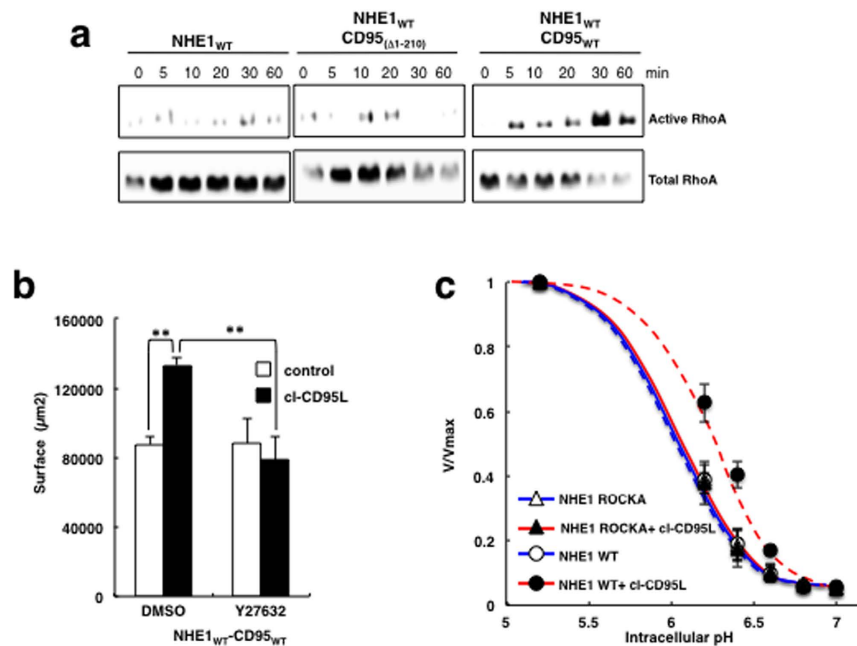 a
NHE1WT
NHE1WT
CD95(Δ1-210)
NHE1WT
CD95WT
0 5 10 20 30 60
0 5 10 20 30 60
0 5 10 20 30 60 min
Active RhoA
Total RhoA
b
160000
120000
80000
40000
0
Surface (µm2)
**
**
control
cl-CD95L
DMSO
Y27632
NHE1WT-CD95WT
c
1
0.8
0.6
0.4
0.2
0
V/Vmax
NHE1 ROCKA
NHE1 ROCKA+ cl-CD95L
NHE1 WT
NHE1 WT+ cl-CD95L
5 5.5 6 6.5 7
Intracellular pH